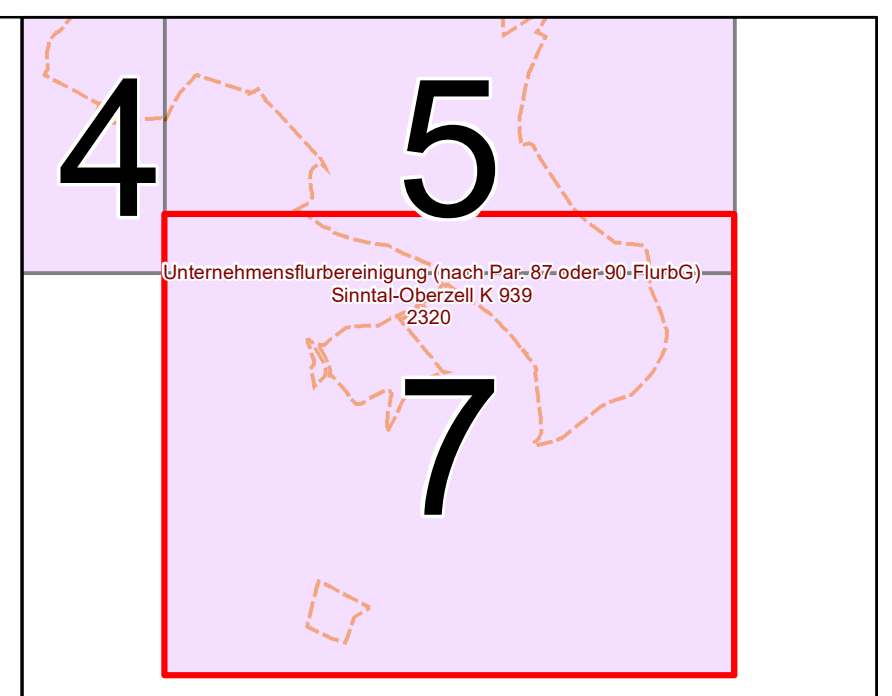 4
5
Unternehmensflurbereinigung (nach Par. 87 oder 90 FlurbG)
Sinntal-Oberzell K 939
2320
7